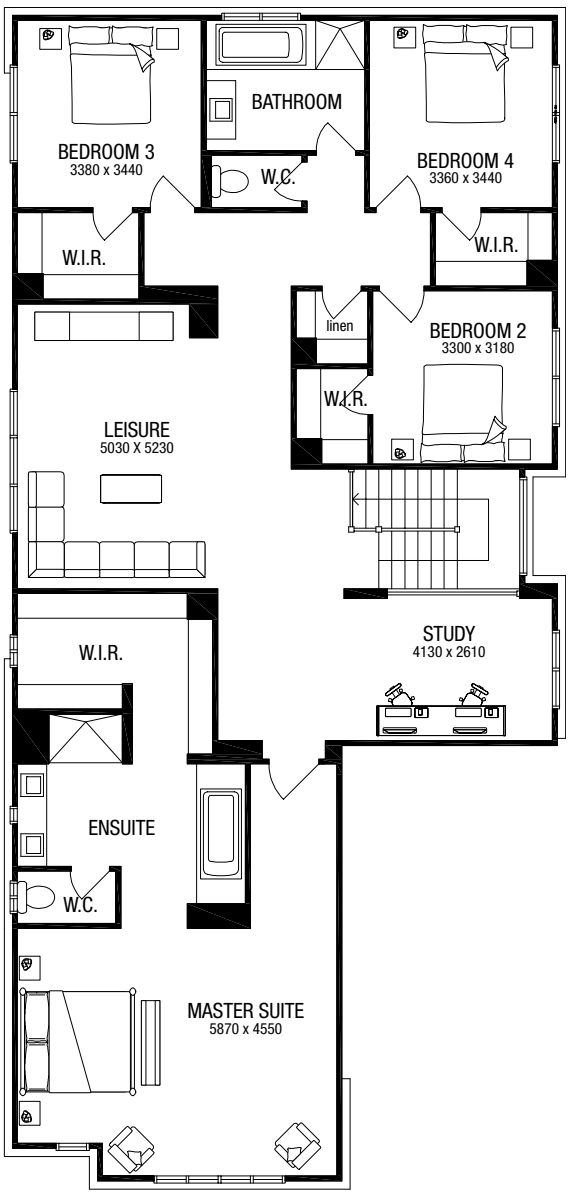 BATHROOM
BEDROOM 3
3380 x 3440
BEDROOM 4
3360 x 3440
W.C.
W.I.R.
W.I.R.
linen
BEDROOM 2
3300 x 3180
W.I.R.
LEISURE
5030 X 5230
STUDY
4130 x 2610
W.I.R.
ENSUITE
W.C.
MASTER SUITE
5870 x 4550